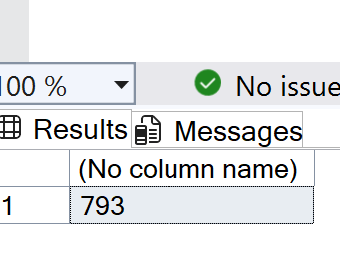 100 %
No issue
Results
Messages
(No column name)
1
793